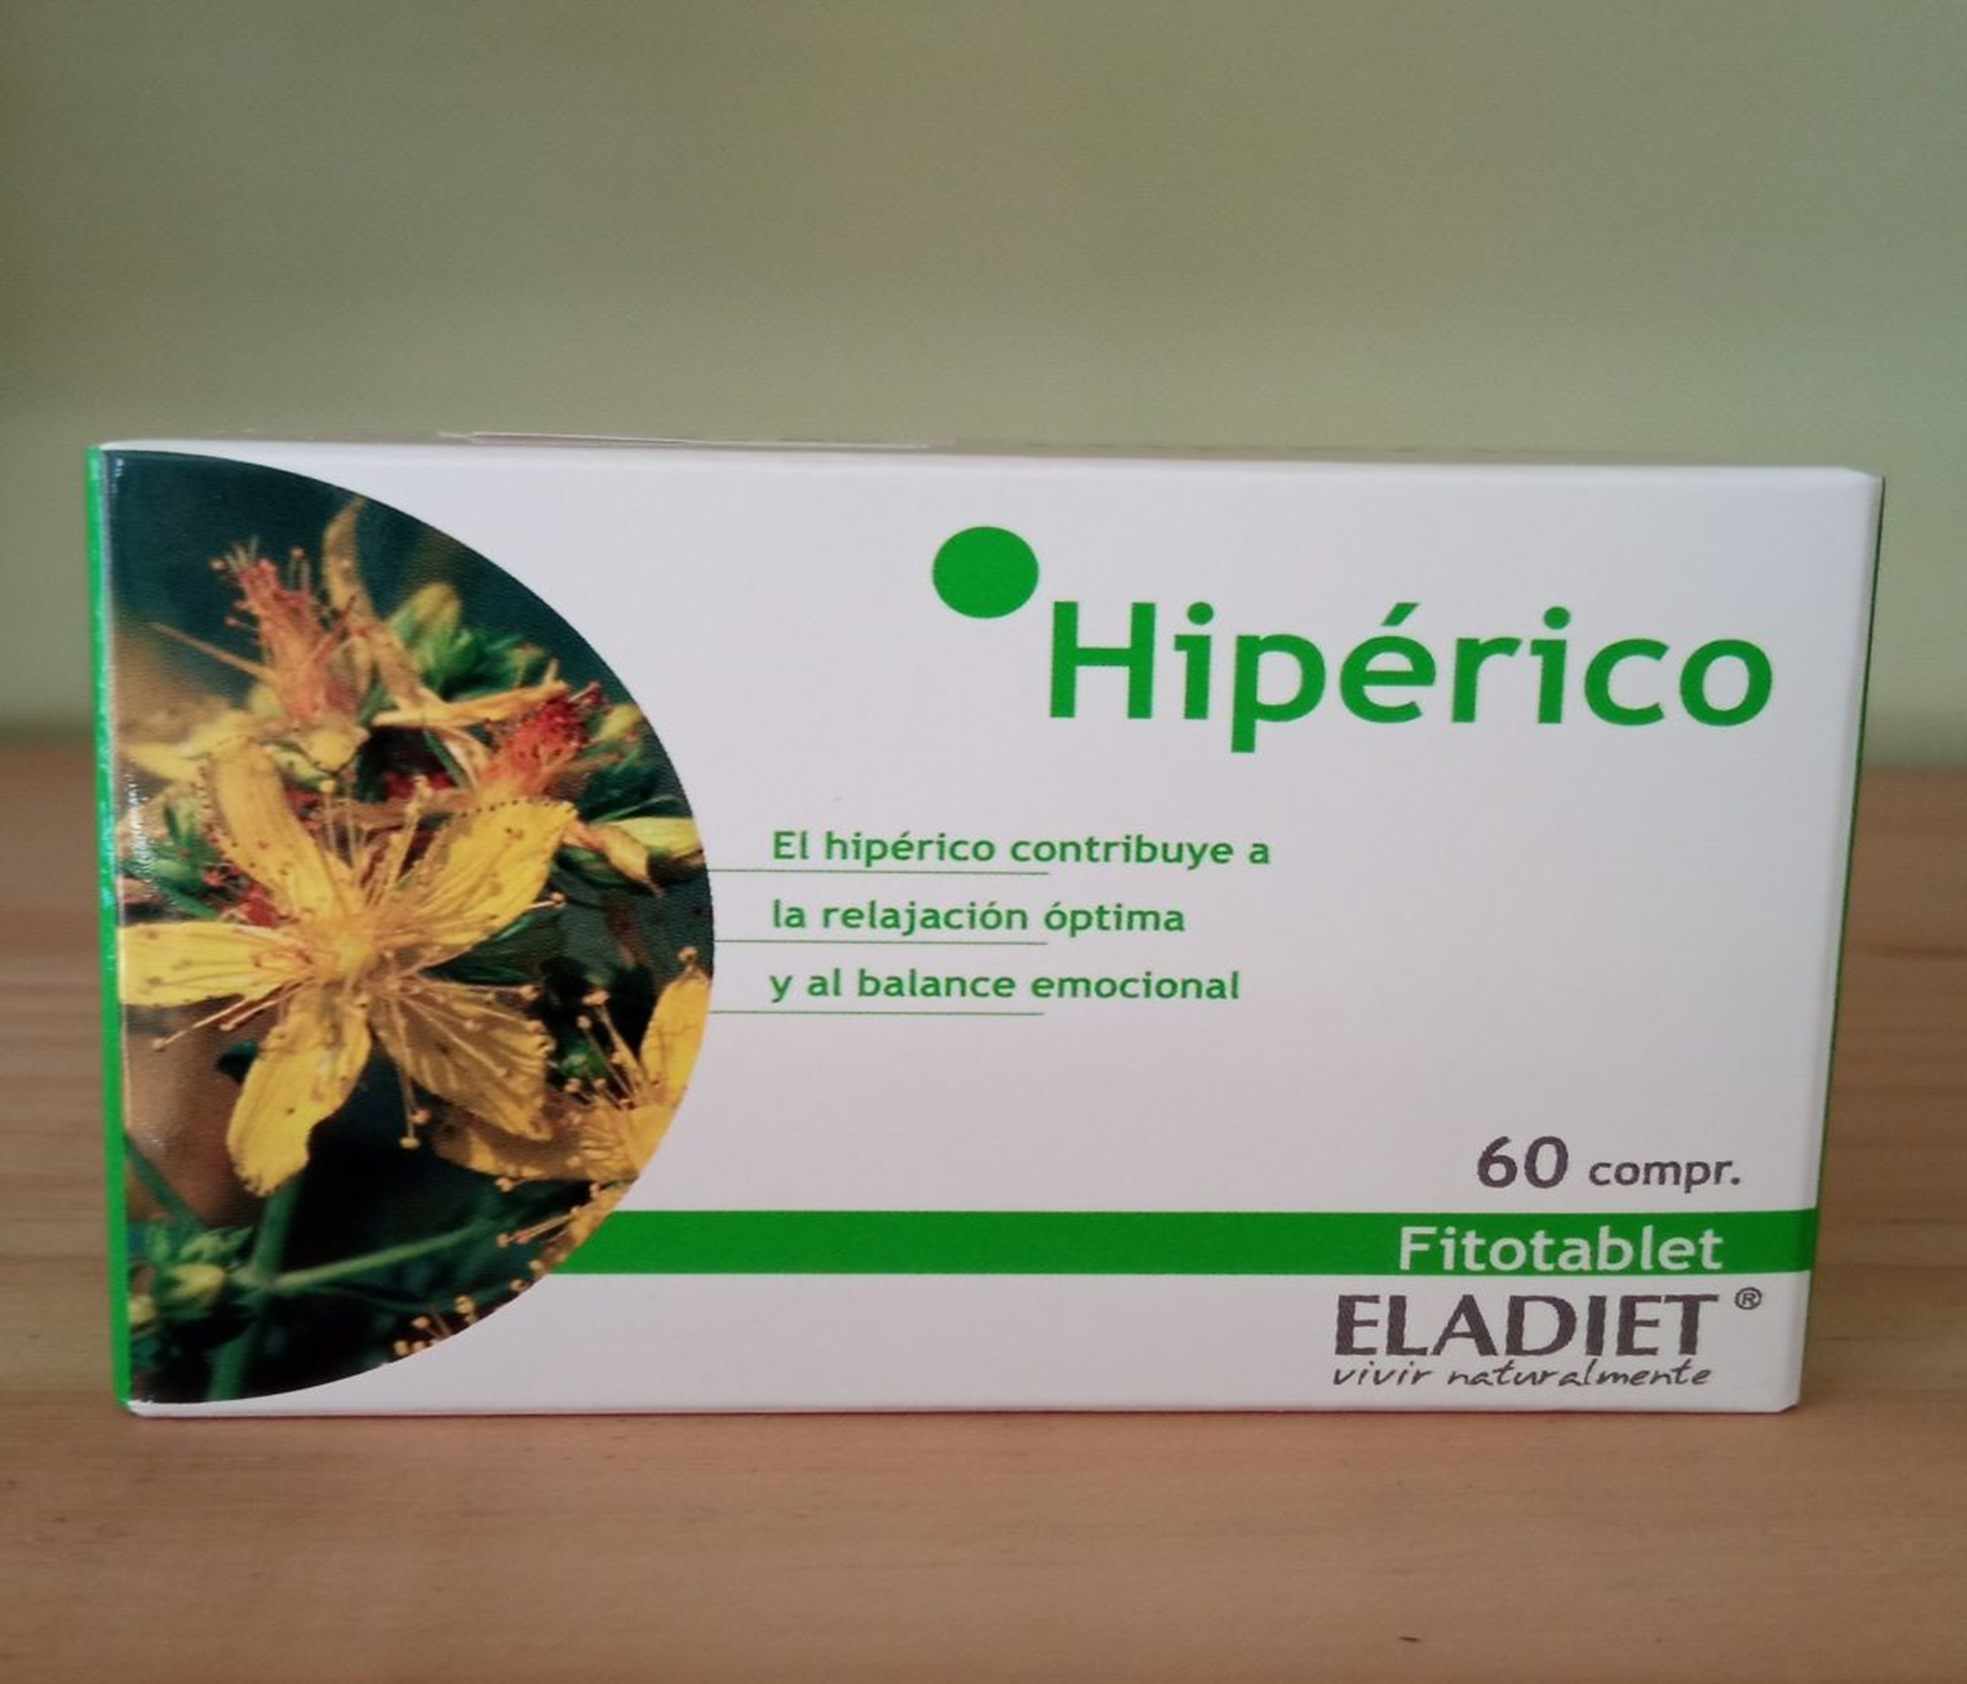 Hipérico
El hipérico contribuye a
la relajación óptima
y al balance emocional
60 compr.
Fitotablet
ELADIET ®
vivir naturalmente